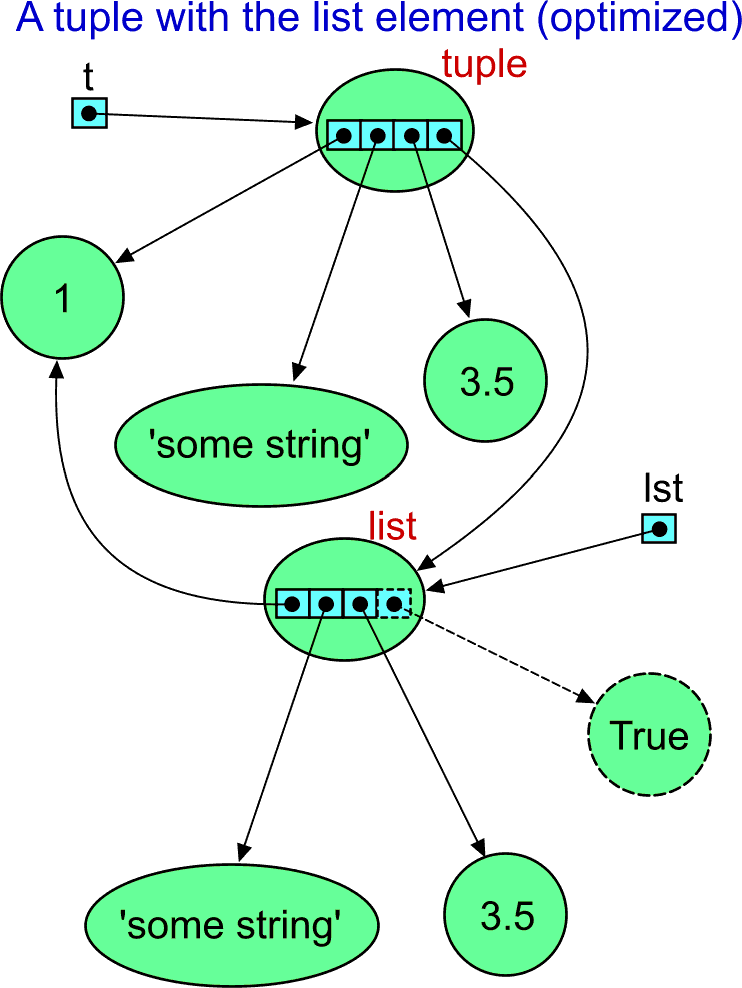 A tuple with the list element (optimized)
tuple
t
1
3.5
'some string'
lst
list
True
'some string'
3.5